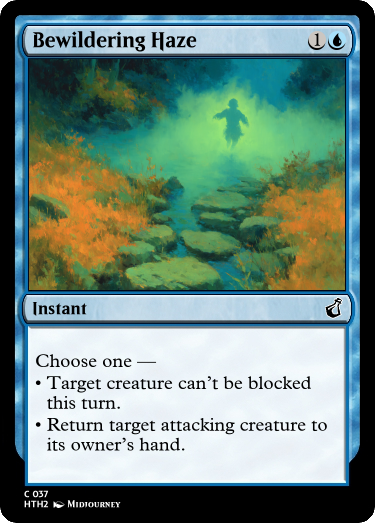 Bewildering Haze 1
Instant
Choose one —
• Target creature can't be blocked
this turn.
• Return target attacking creature to
its owner's hand.
C 037
HTH2 Midjourney